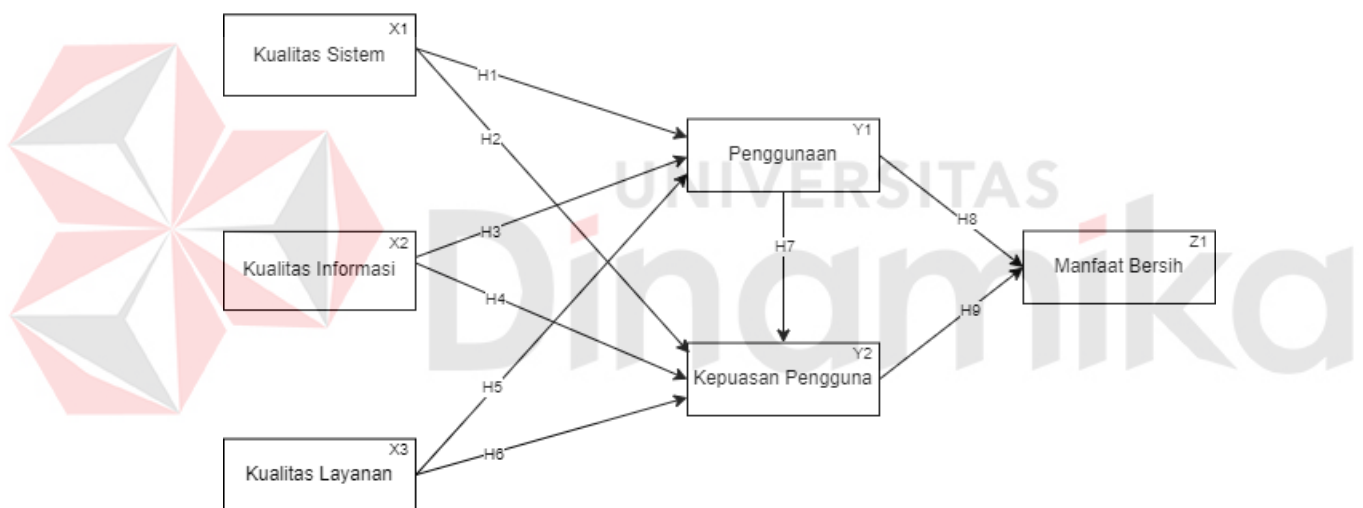 X1
Kualitas Sistem
H1
H2
Y1
Penggunaan
UNIVERSITAS
Dinamika
X2
Kualitas Informasi
H3
H4
H7
H8
Z1
Manfaat Bersih
H9
Y2
Kepuasan Pengguna
H5
X3
Kualitas Layanan
H6